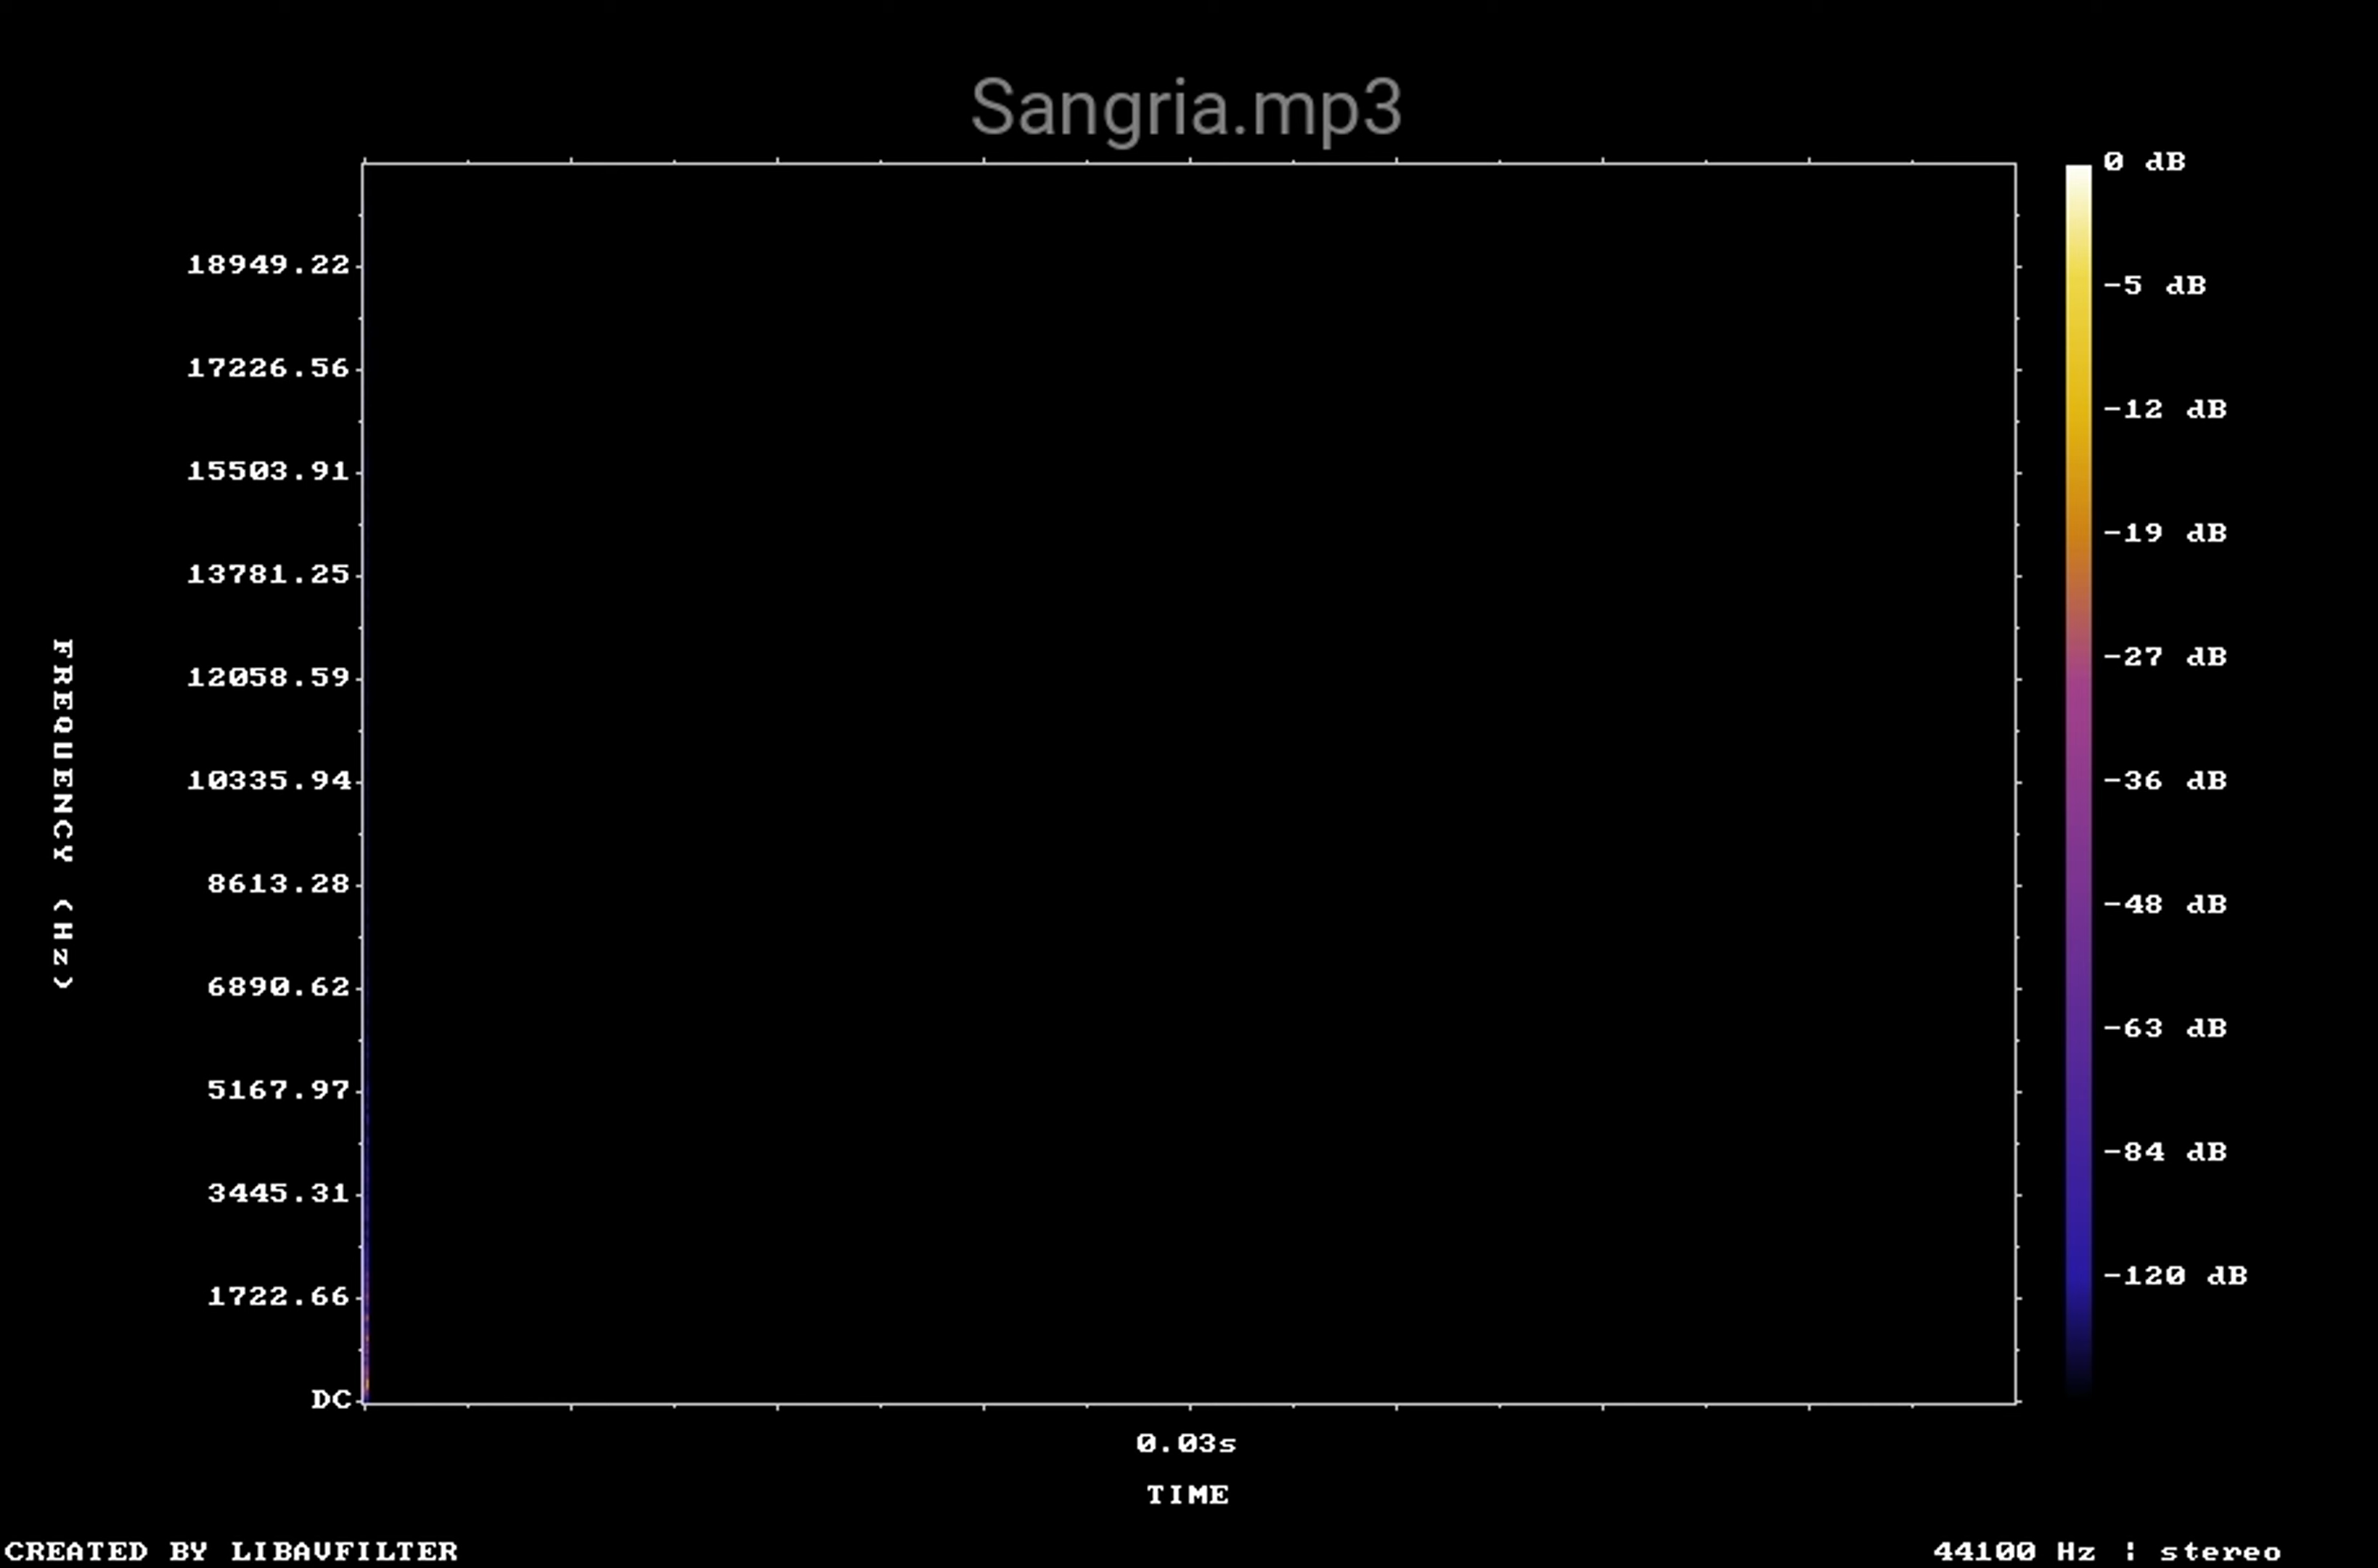 Sangria.mp3
0 dB
18949.22
-5 dB
17226.56
-12 dB
15503.91
-19 dB
13781.25
-27 dB
12058.59
-36 dB
10335.94
-48 dB
8613.28
-63 dB
6890.62
-84 dB
5167.97
-120 dB
3445.31
1722.66
DC
FREQUENCY (Hz)
0.03s
TIME
CREATED BY LIBAVFILTER
44100 Hz | stereo